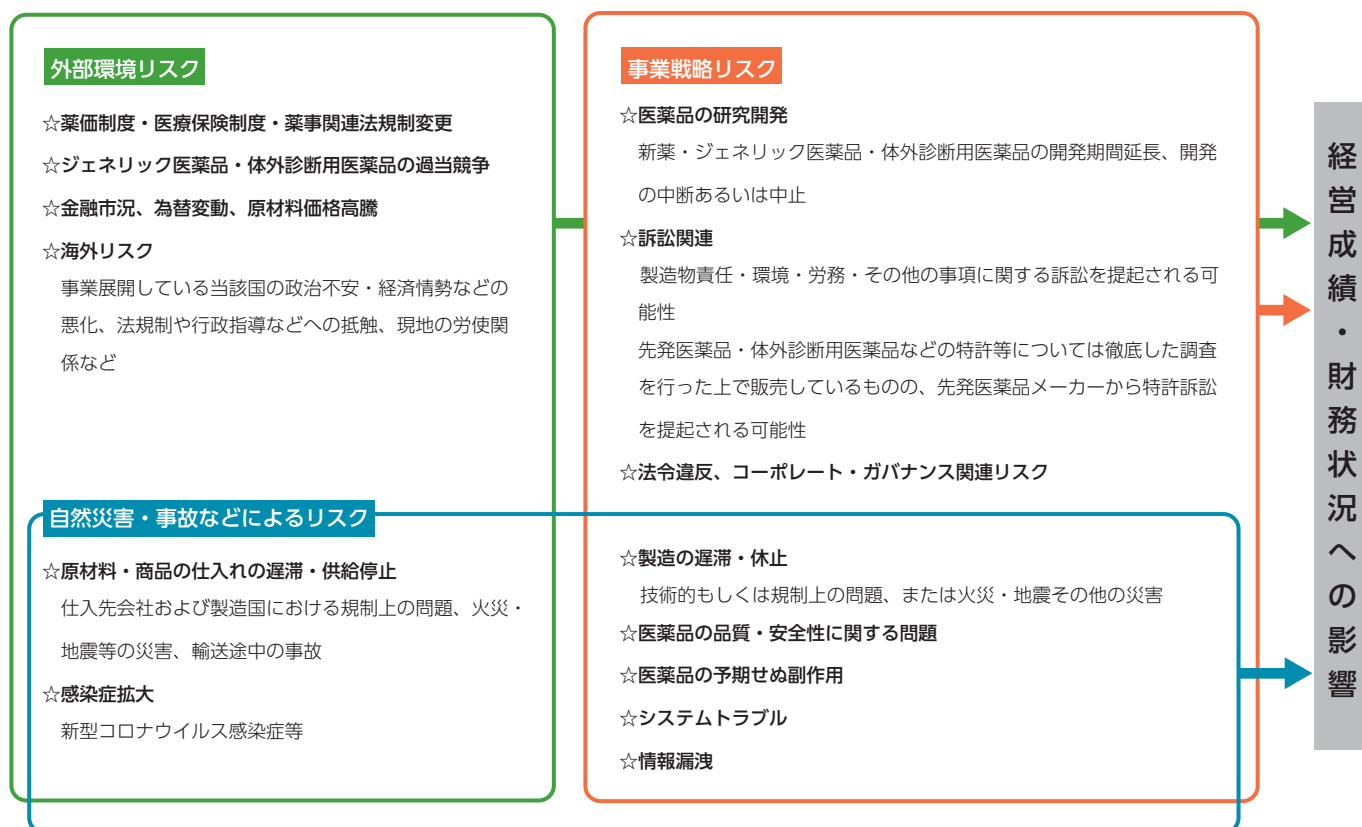 外部環境リスク
☆薬価制度・医療保険制度・薬事関連法規制変更
☆ジェネリック医薬品・体外診断用医薬品の過当競争
☆金融市況、為替変動、原材料価格高騰
☆海外リスク
事業展開している当該国の政治不安・経済情勢などの
悪化、法規制や行政指導などへの抵触、現地の労使関
係など
事業戦略リスク
☆医薬品の研究開発
新薬・ジェネリック医薬品・体外診断用医薬品の開発期間延長、開発
の中断あるいは中止
☆訴訟関連
製造物責任・環境・労務・その他の事項に関する訴訟を提起される可
能性
先発医薬品・体外診断用医薬品などの特許等については徹底した調査
を行った上で販売しているものの、先発医薬品メーカーから特許訴訟
を提起される可能性
☆法令違反、コーポレート・ガバナンス関連リスク
自然災害・事故などによるリスク
☆原材料・商品の仕入れの遅滞・供給停止
仕入先会社および製造国における規制上の問題、火災・
地震等の災害、輸送途中の事故
☆感染症拡大
新型コロナウイルス感染症等
☆製造の遅滞・休止
技術的もしくは規制上の問題、または火災・地震その他の災害
☆医薬品の品質・安全性に関する問題
☆医薬品の予期せぬ副作用
☆システムトラブル
☆情報漏洩
経営成績・財務状況への影響